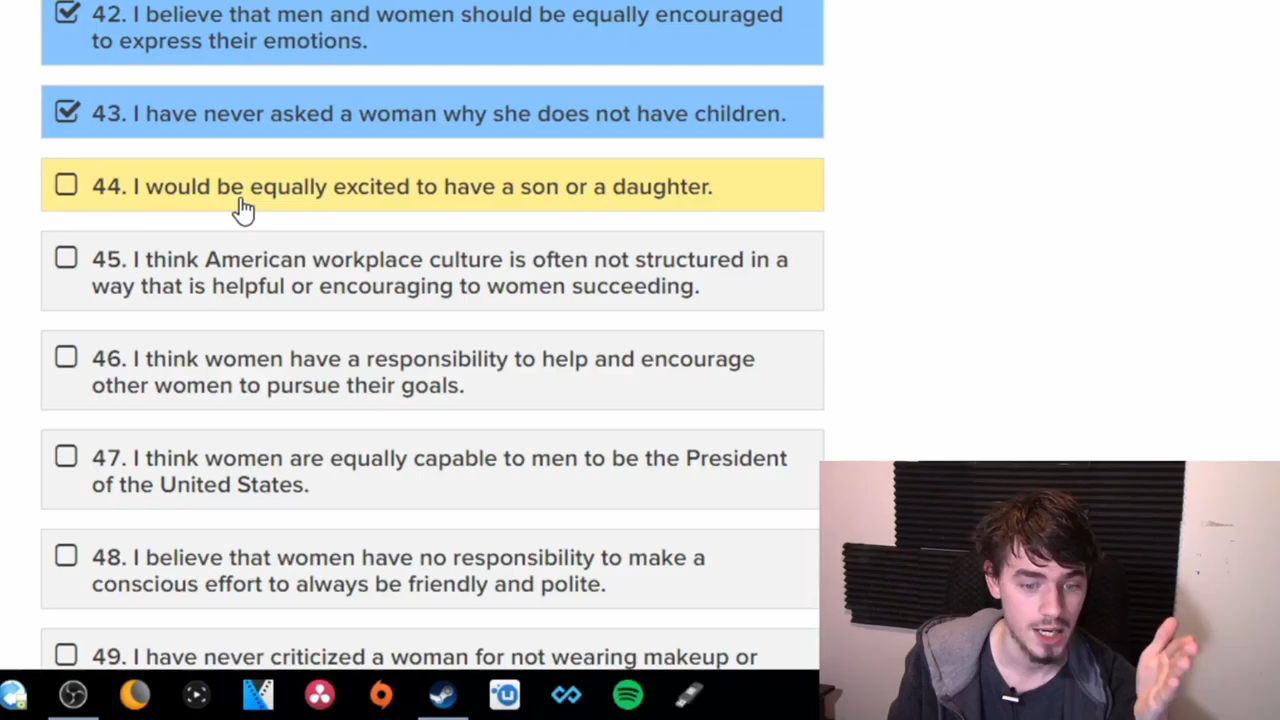 42. I believe that men and women should be equally encouraged
to express their emotions.
43. I have never asked a woman why she does not have children.
44. I would be equally excited to have a son or a daughter.
45. I think American workplace culture is often not structured in a
way that is helpful or encouraging to women succeeding.
46. I think women have a responsibility to help and encourage
other women to pursue their goals.
47. I think women are equally capable to men to be the President
of the United States.
48. I believe that women have no responsibility to make a
conscious effort to always be friendly and polite.
49. I have never criticized a woman for not wearing makeup or